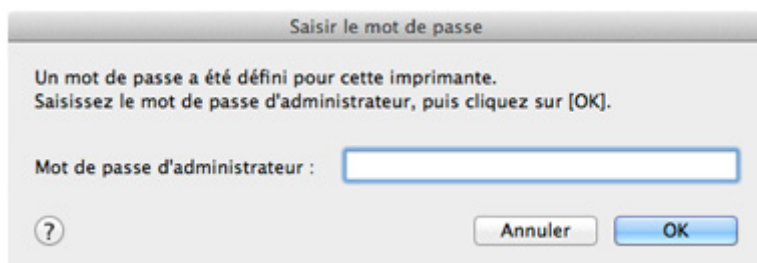 Saisir le mot de passe
Un mot de passe a été défini pour cette imprimante.
Saisissez le mot de passe d'administrateur, puis cliquez sur [OK].
Mot de passe d'administrateur :
?
Annuler
OK